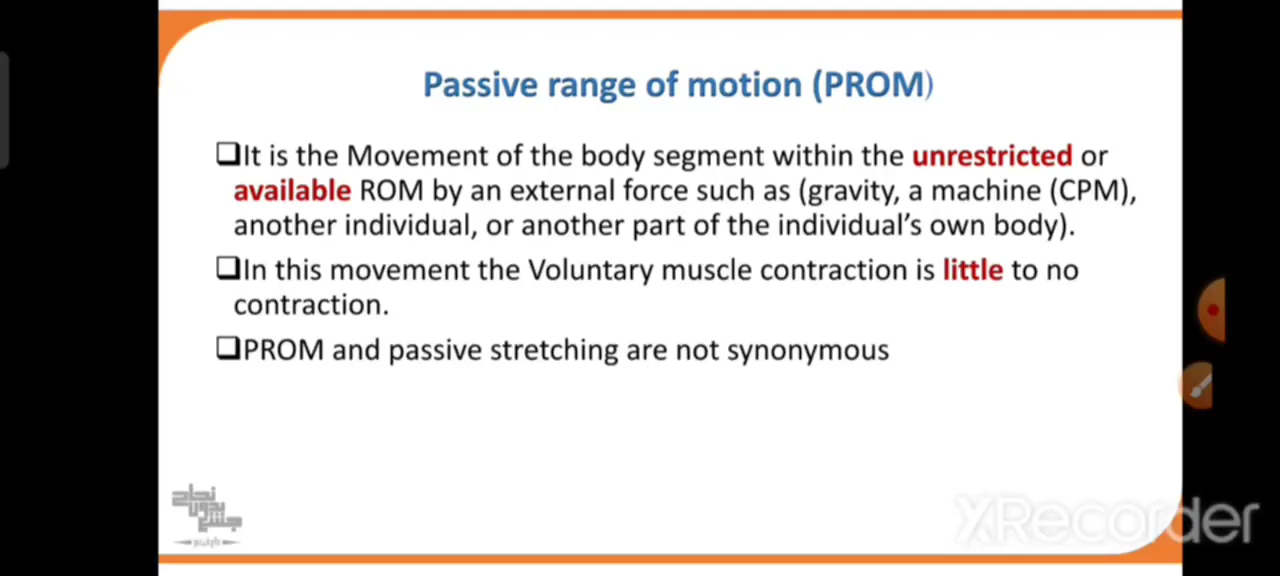 Passive range of motion (PROM)
❑It is the Movement of the body segment within the unrestricted or
available ROM by an external force such as (gravity, a machine (CPM),
another individual, or another part of the individual's own body).
❑In this movement the Voluntary muscle contraction is little to no
contraction.
❑PROM and passive stretching are not synonymous
XRecorder